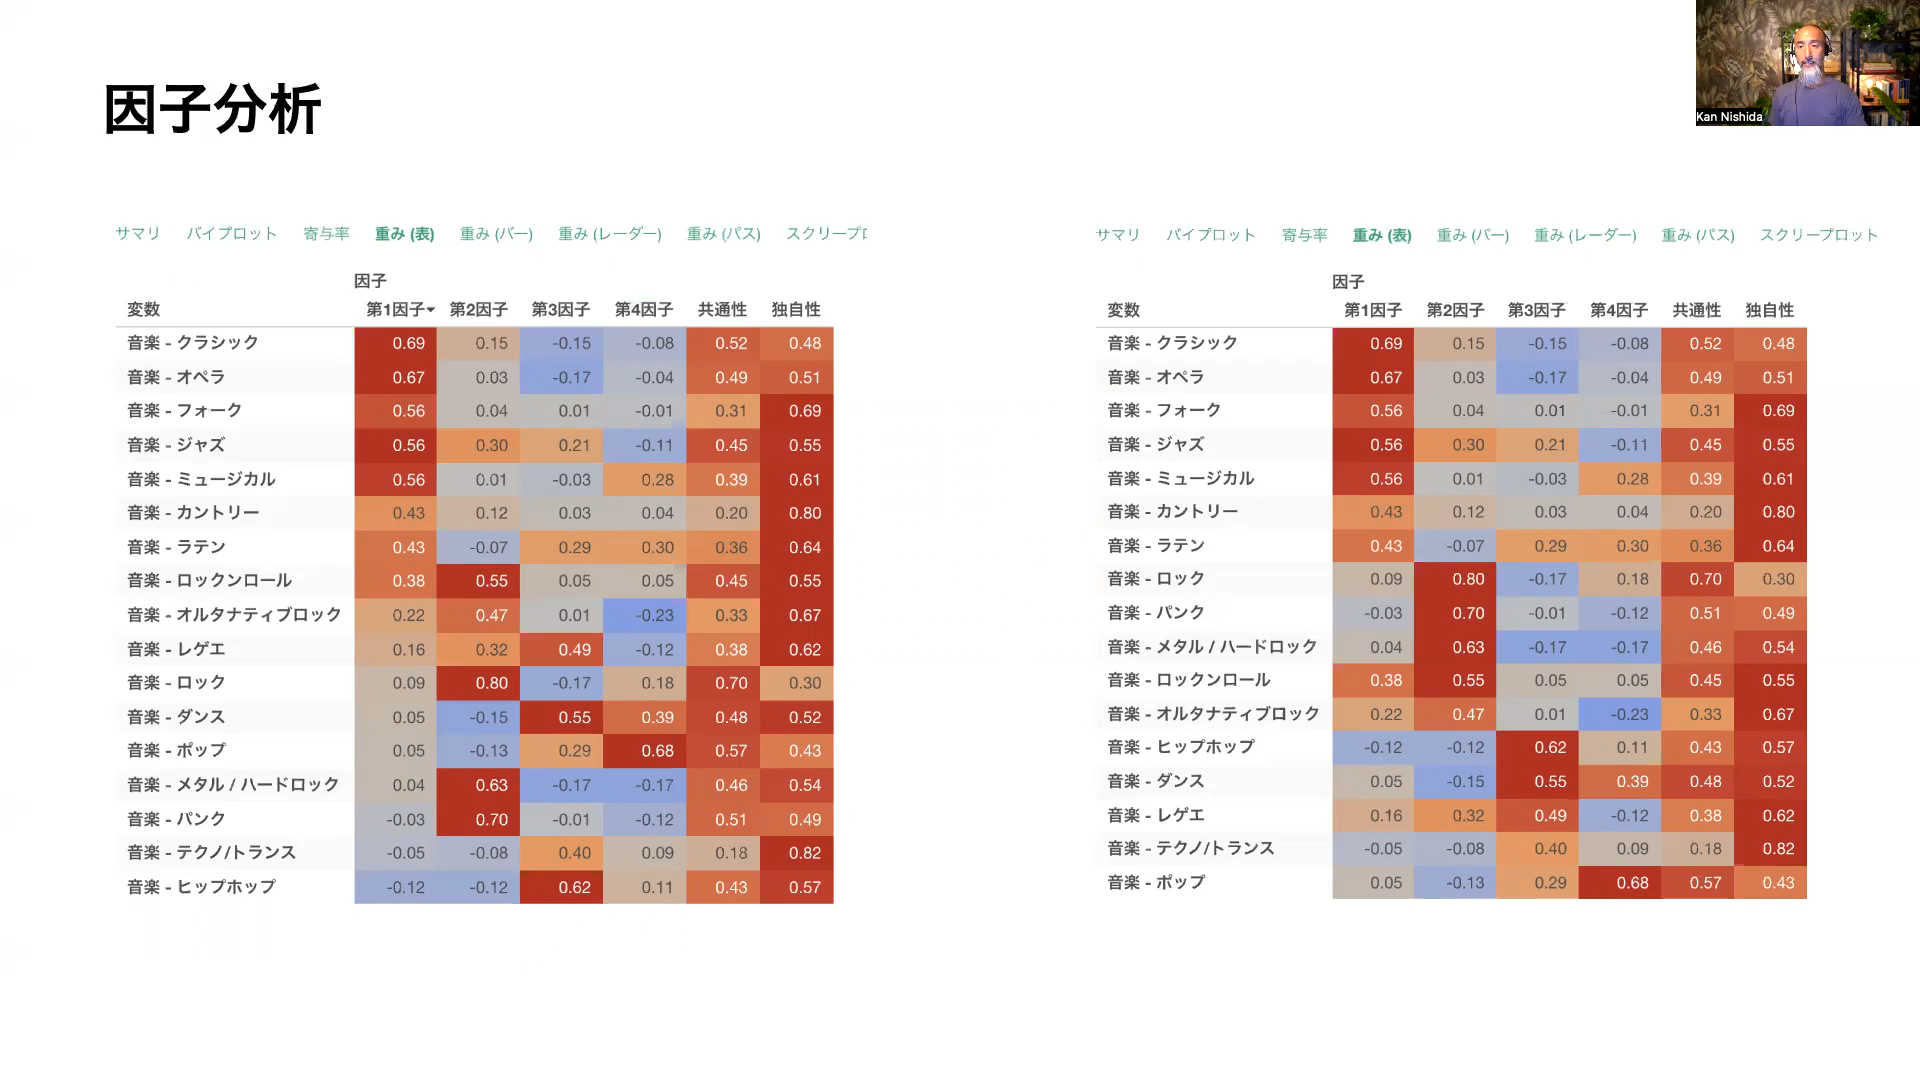 因子分析
Kan Nishida
サマリ バイプロット 寄与率 重み (表) 重み (バー) 重み (レーダー) 重み (パス) スクリープロ
因子
変数 第1因子 第2因子 第3因子 第4因子 共通性 独自性
音楽 - クラシック 0.69 0.15 -0.15 -0.08 0.52 0.48
音楽 - オペラ 0.67 0.03 -0.17 -0.04 0.49 0.51
音楽 - フォーク 0.56 0.04 0.01 -0.01 0.31 0.69
音楽 - ジャズ 0.56 0.30 0.21 -0.11 0.45 0.55
音楽 - ミュージカル 0.56 0.01 -0.03 0.28 0.39 0.61
音楽 - カントリー 0.43 0.12 0.03 0.04 0.20 0.80
音楽 - ラテン 0.43 -0.07 0.29 0.30 0.36 0.64
音楽 - ロックンロール 0.38 0.55 0.05 0.05 0.45 0.55
音楽 - オルタナティブロック 0.22 0.47 0.01 -0.23 0.33 0.67
音楽 - レゲエ 0.16 0.32 0.49 -0.12 0.38 0.62
音楽 - ロック 0.09 0.80 -0.17 0.18 0.70 0.30
音楽 - ダンス 0.05 -0.15 0.55 0.39 0.48 0.52
音楽 - ポップ 0.05 -0.13 0.29 0.68 0.57 0.43
音楽 - メタル / ハードロック 0.04 0.63 -0.17 -0.17 0.46 0.54
音楽 - パンク -0.03 0.70 -0.01 -0.12 0.51 0.49
音楽 - テクノ/トランス -0.05 -0.08 0.40 0.09 0.18 0.82
音楽 - ヒップホップ -0.12 -0.12 0.62 0.11 0.43 0.57
サマリ バイプロット 寄与率 重み (表) 重み (バー) 重み (レーダー) 重み (パス) スクリープロット
因子
変数 第1因子 第2因子 第3因子 第4因子 共通性 独自性
音楽 - クラシック 0.69 0.15 -0.15 -0.08 0.52 0.48
音楽 - オペラ 0.67 0.03 -0.17 -0.04 0.49 0.51
音楽 - フォーク 0.56 0.04 0.01 -0.01 0.31 0.69
音楽 - ジャズ 0.56 0.30 0.21 -0.11 0.45 0.55
音楽 - ミュージカル 0.56 0.01 -0.03 0.28 0.39 0.61
音楽 - カントリー 0.43 0.12 0.03 0.04 0.20 0.80
音楽 - ラテン 0.43 -0.07 0.29 0.30 0.36 0.64
音楽 - ロック 0.09 0.80 -0.17 0.18 0.70 0.30
音楽 - パンク -0.03 0.70 -0.01 -0.12 0.51 0.49
音楽 - メタル / ハードロック 0.04 0.63 -0.17 -0.17 0.46 0.54
音楽 - ロックンロール 0.38 0.55 0.05 0.05 0.45 0.55
音楽 - オルタナティブロック 0.22 0.47 0.01 -0.23 0.33 0.67
音楽 - ヒップホップ -0.12 -0.12 0.62 0.11 0.43 0.57
音楽 - ダンス 0.05 -0.15 0.55 0.39 0.48 0.52
音楽 - レゲエ 0.16 0.32 0.49 -0.12 0.38 0.62
音楽 - テクノ/トランス -0.05 -0.08 0.40 0.09 0.18 0.82
音楽 - ポップ 0.05 -0.13 0.29 0.68 0.57 0.43